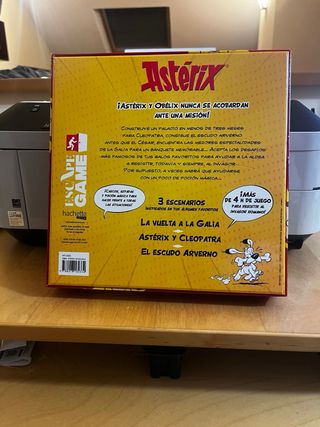 Astérix
¡Astérix y Obélix nunca se acobardan
ante una misión!
Construye un palacio en menos de tres meses
para Cleopatra, consigue el escudo arverno
antes que el César, encuentra las mejores especialidades
de la Galia para un banquete memorable... Acepta los desafíos
más famosos de tus galos favoritos para ayudar a la aldea
a resistir, todavía y siempre, al invasor.
Por supuesto, a veces sabrá ayudarse
con un poco de poción mágica...
ESCAPE
GAME
hachette
3 escenarios
inspirados en tus álbumes favoritos
La vuelta a la Galia
Astérix y Cleopatra
El escudo arverno
¡Más
de 4 h de juego
para resistir al
invasor romano!